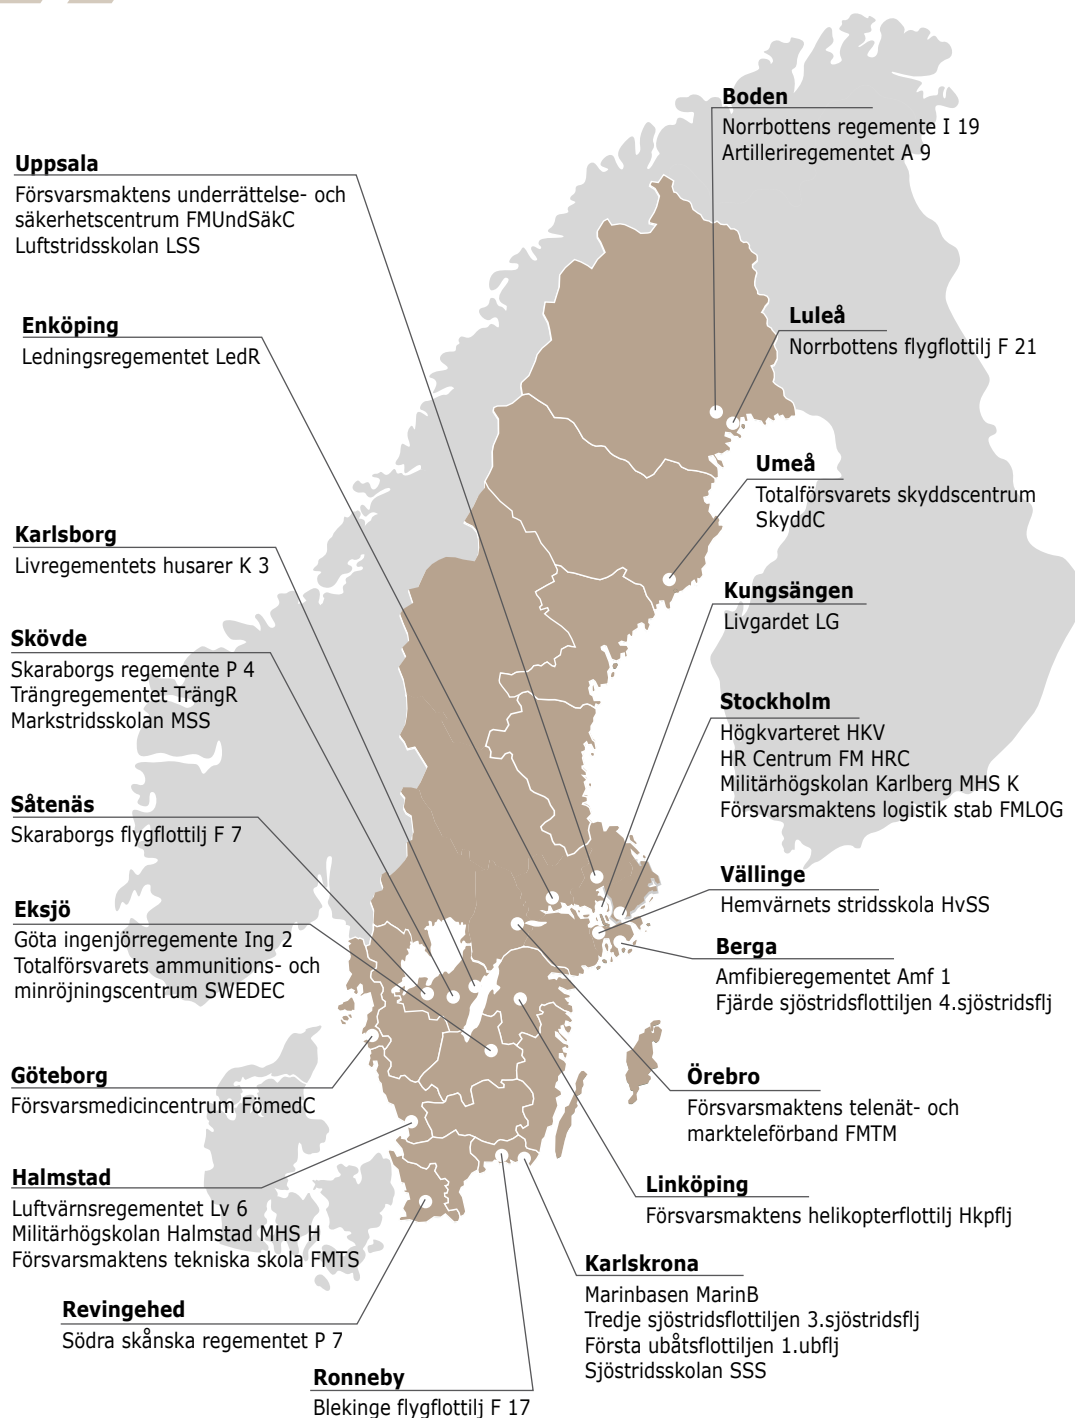 Boden
Norrbottens regemente I 19
Artilleriregementet A 9
Uppsala
Försvarsmaktens underrättelse- och
säkerhetscentrum FMUndSäkC
Luftstridsskolan LSS
Enköping
Ledningsregementet LedR
Luleå
Norrbottens flygflottilj F 21
Umeå
Totalförsvarets skyddscentrum
SkyddC
Karlsborg
Livregementets husarer K 3
Kungsängen
Livgardet LG
Skövde
Skaraborgs regemente P 4
Trängregementet TrängR
Markstridsskolan MSS
Stockholm
Högkvarteret HKV
HR Centrum FM HRC
Militärhögskolan Karlberg MHS K
Försvarsmaktens logistik stab FMLOG
Såtenäs
Skaraborgs flygflottilj F 7
Vällinge
Hemvärnets stridsskola HvSS
Eksjö
Göta ingenjörregemente Ing 2
Totalförsvarets ammunitions- och
minröjningscentrum SWEDEC
Berga
Amfibieregementet Amf 1
Fjärde sjöstridsflottiljen 4.sjöstridsflj
Göteborg
Försvarsmedicincentrum FömedC
Örebro
Försvarsmaktens telenät- och
markteleförband FMTM
Halmstad
Luftvärnsregementet Lv 6
Militärhögskolan Halmstad MHS H
Försvarsmaktens tekniska skola FMTS
Linköping
Försvarsmaktens helikopterflottilj Hkpflj
Karlskrona
Marinbasen MarinB
Tredje sjöstridsflottiljen 3.sjöstridsflj
Första ubåtsflottiljen 1.ubflj
Sjöstridsskolan SSS
Revingehed
Södra skånska regementet P 7
Ronneby
Blekinge flygflottilj F 17